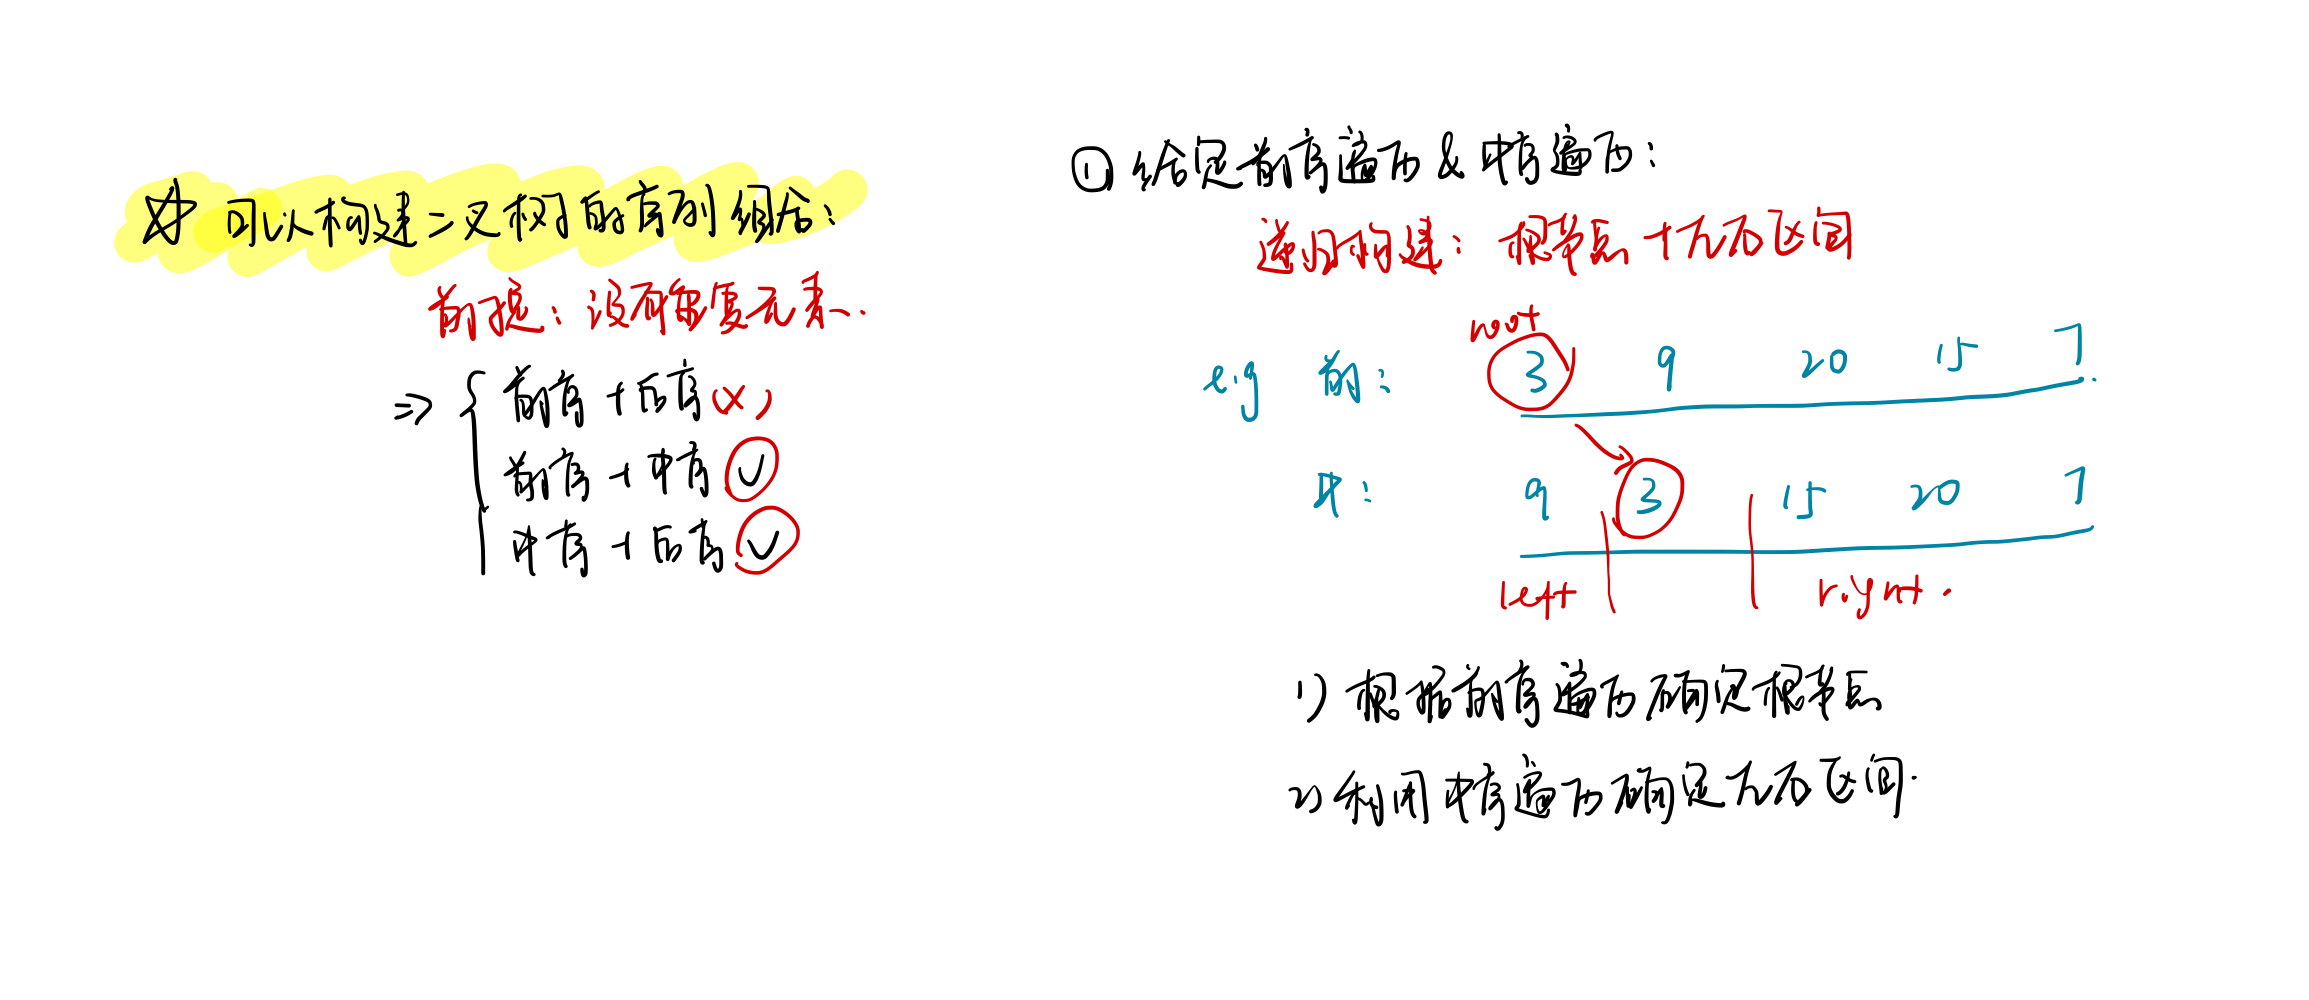 ☆ 可以构建二叉树的序列组合:
前提: 没有重复元素.
⇒ { 前序 + 后序 (×)
前序 + 中序 ✓
中序 + 后序 ✓
① 给定前序遍历 & 中序遍历:
递归构建: 根节点 + 左右区间
root
e.g 前: 3 9 20 15 7.
中: 9 3 15 20 7
left right.
1) 根据前序遍历确定根节点
2) 利用中序遍历确定左右区间.